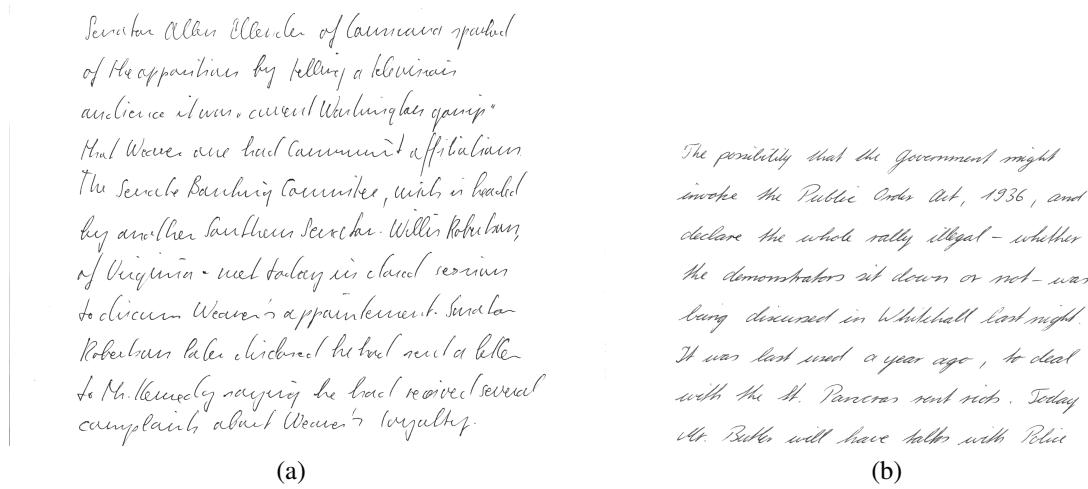 Senator Allen Ellender of Louisiana sparked
of the opposition by telling a television
audience it was "current Washington gossip"
that Weaver one had Communist affiliations.
The Senate Banking Committee, wich is headed
by another Southern Senator - Willis Robertson,
of Virginia - met today in closed session
to discuss Weaver's appointement. Senator
Robertson later disclosed he had send a letter
to Mr. Kennedy saying he had received several
complaints about Weaver's loyalty.
(a)
The possibility that the Government might
invoke the Public Order Act, 1936, and
declare the whole rally illegal - whether
the demonstrators sit down or not - was
being discussed in Whitehall last night.
It was last used a year ago, to deal
with the St. Pancras rent riots. Today
Mr. Butler will have talks with Police
(b)